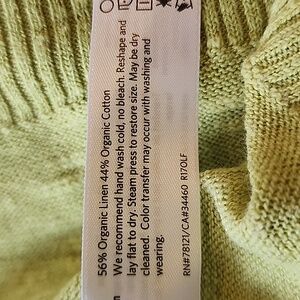 56% Organic Linen 44% Organic Cotton
We recommend hand wash cold, no bleach. Reshape and
lay flat to dry. Steam press to restore size. May be dry
cleaned. Color transfer may occur with washing and
wearing.
RN#78121/CA#34460 R170LF